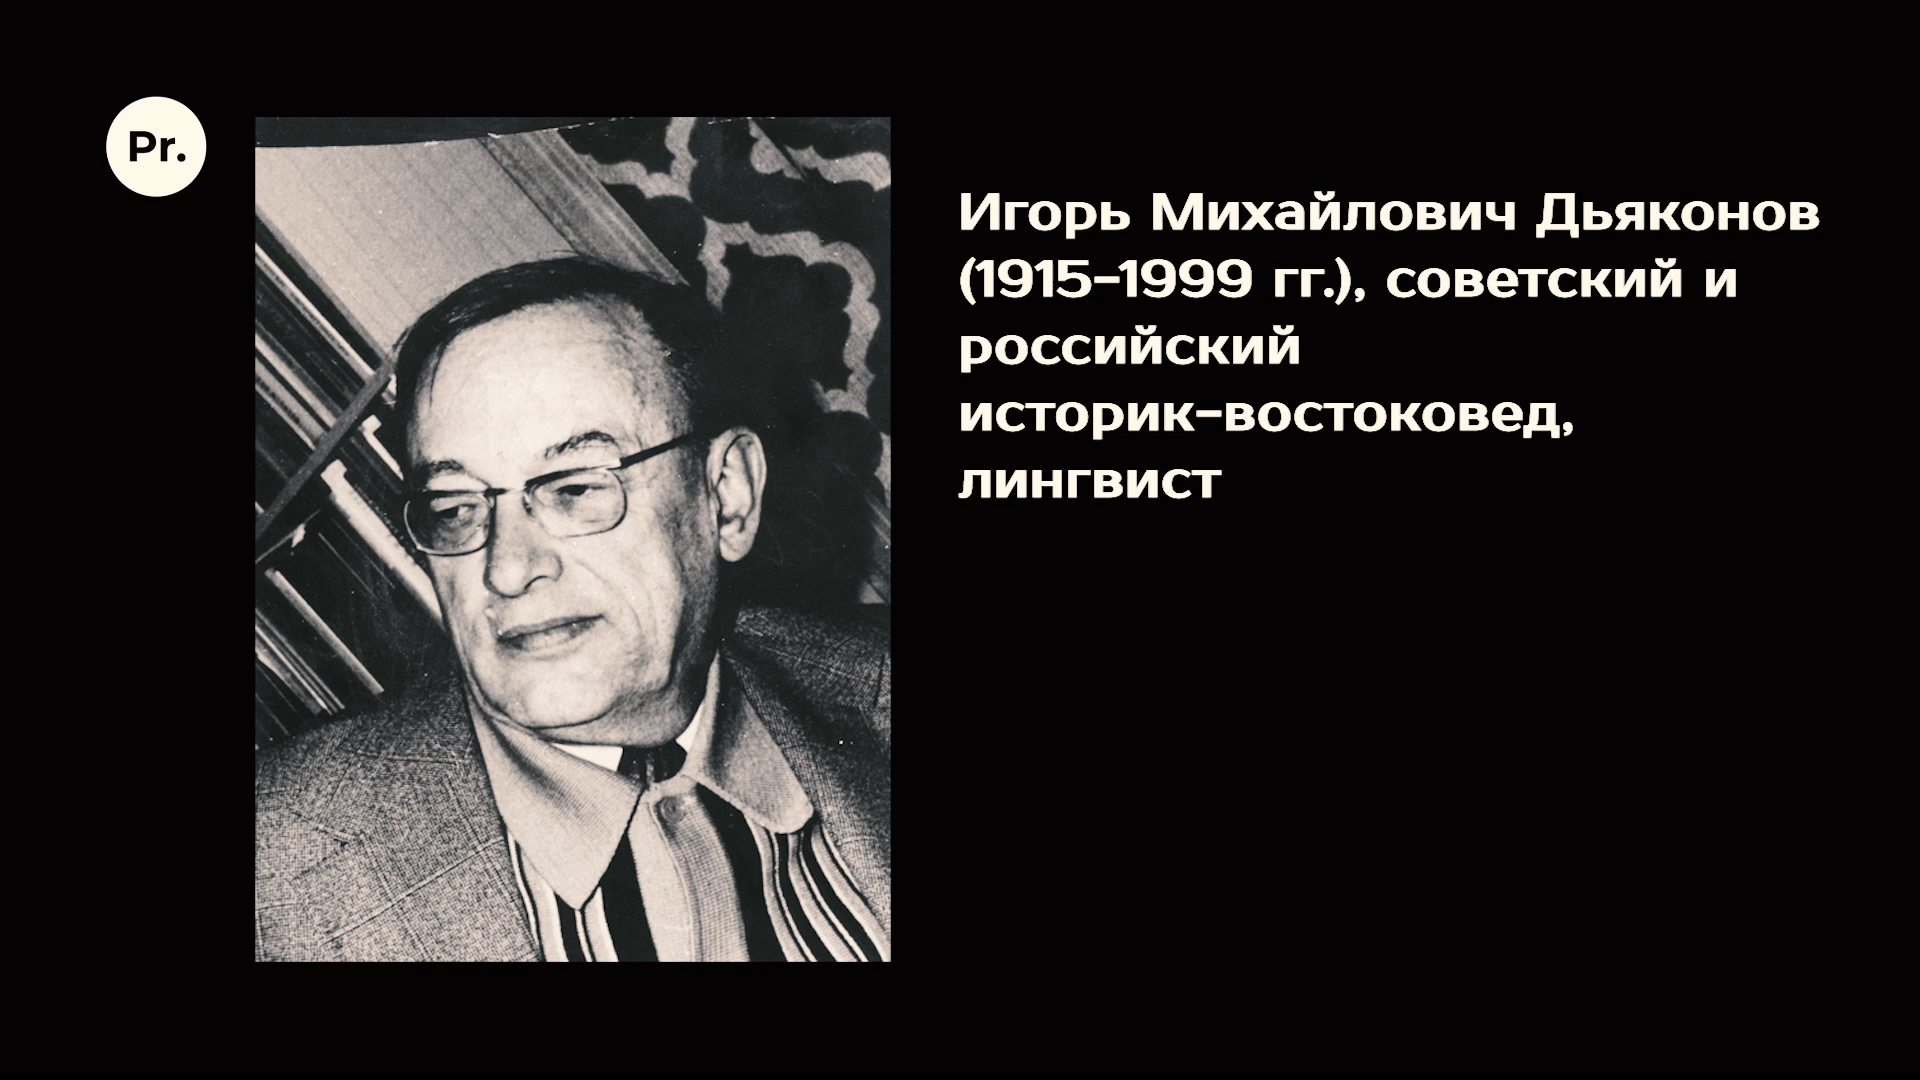 Pr.
Игорь Михайлович Дьяконов
(1915–1999 гг.), советский и
российский
историк–востоковед,
лингвист